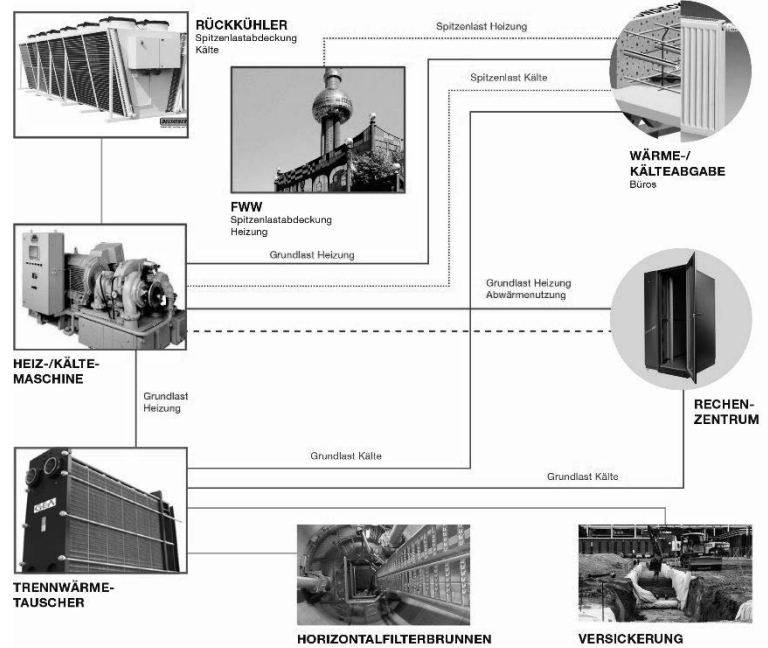 RÜCKKÜHLER
Spitzenlastabdeckung
Kälte
Spitzenlast Heizung
Spitzenlast Kälte
WÄRME-/
KÄLTEABGABE
Büros
FWW
Spitzenlastabdeckung
Heizung
Grundlast Heizung
Grundlast Heizung
Abwärmenutzung
HEIZ-/KÄLTE-
MASCHINE
Grundlast
Heizung
RECHEN-
ZENTRUM
Grundlast Kälte
Grundlast Kälte
GEA
TRENNWÄRME-
TAUSCHER
HORIZONTALFILTERBRUNNEN
VERSICKERUNG